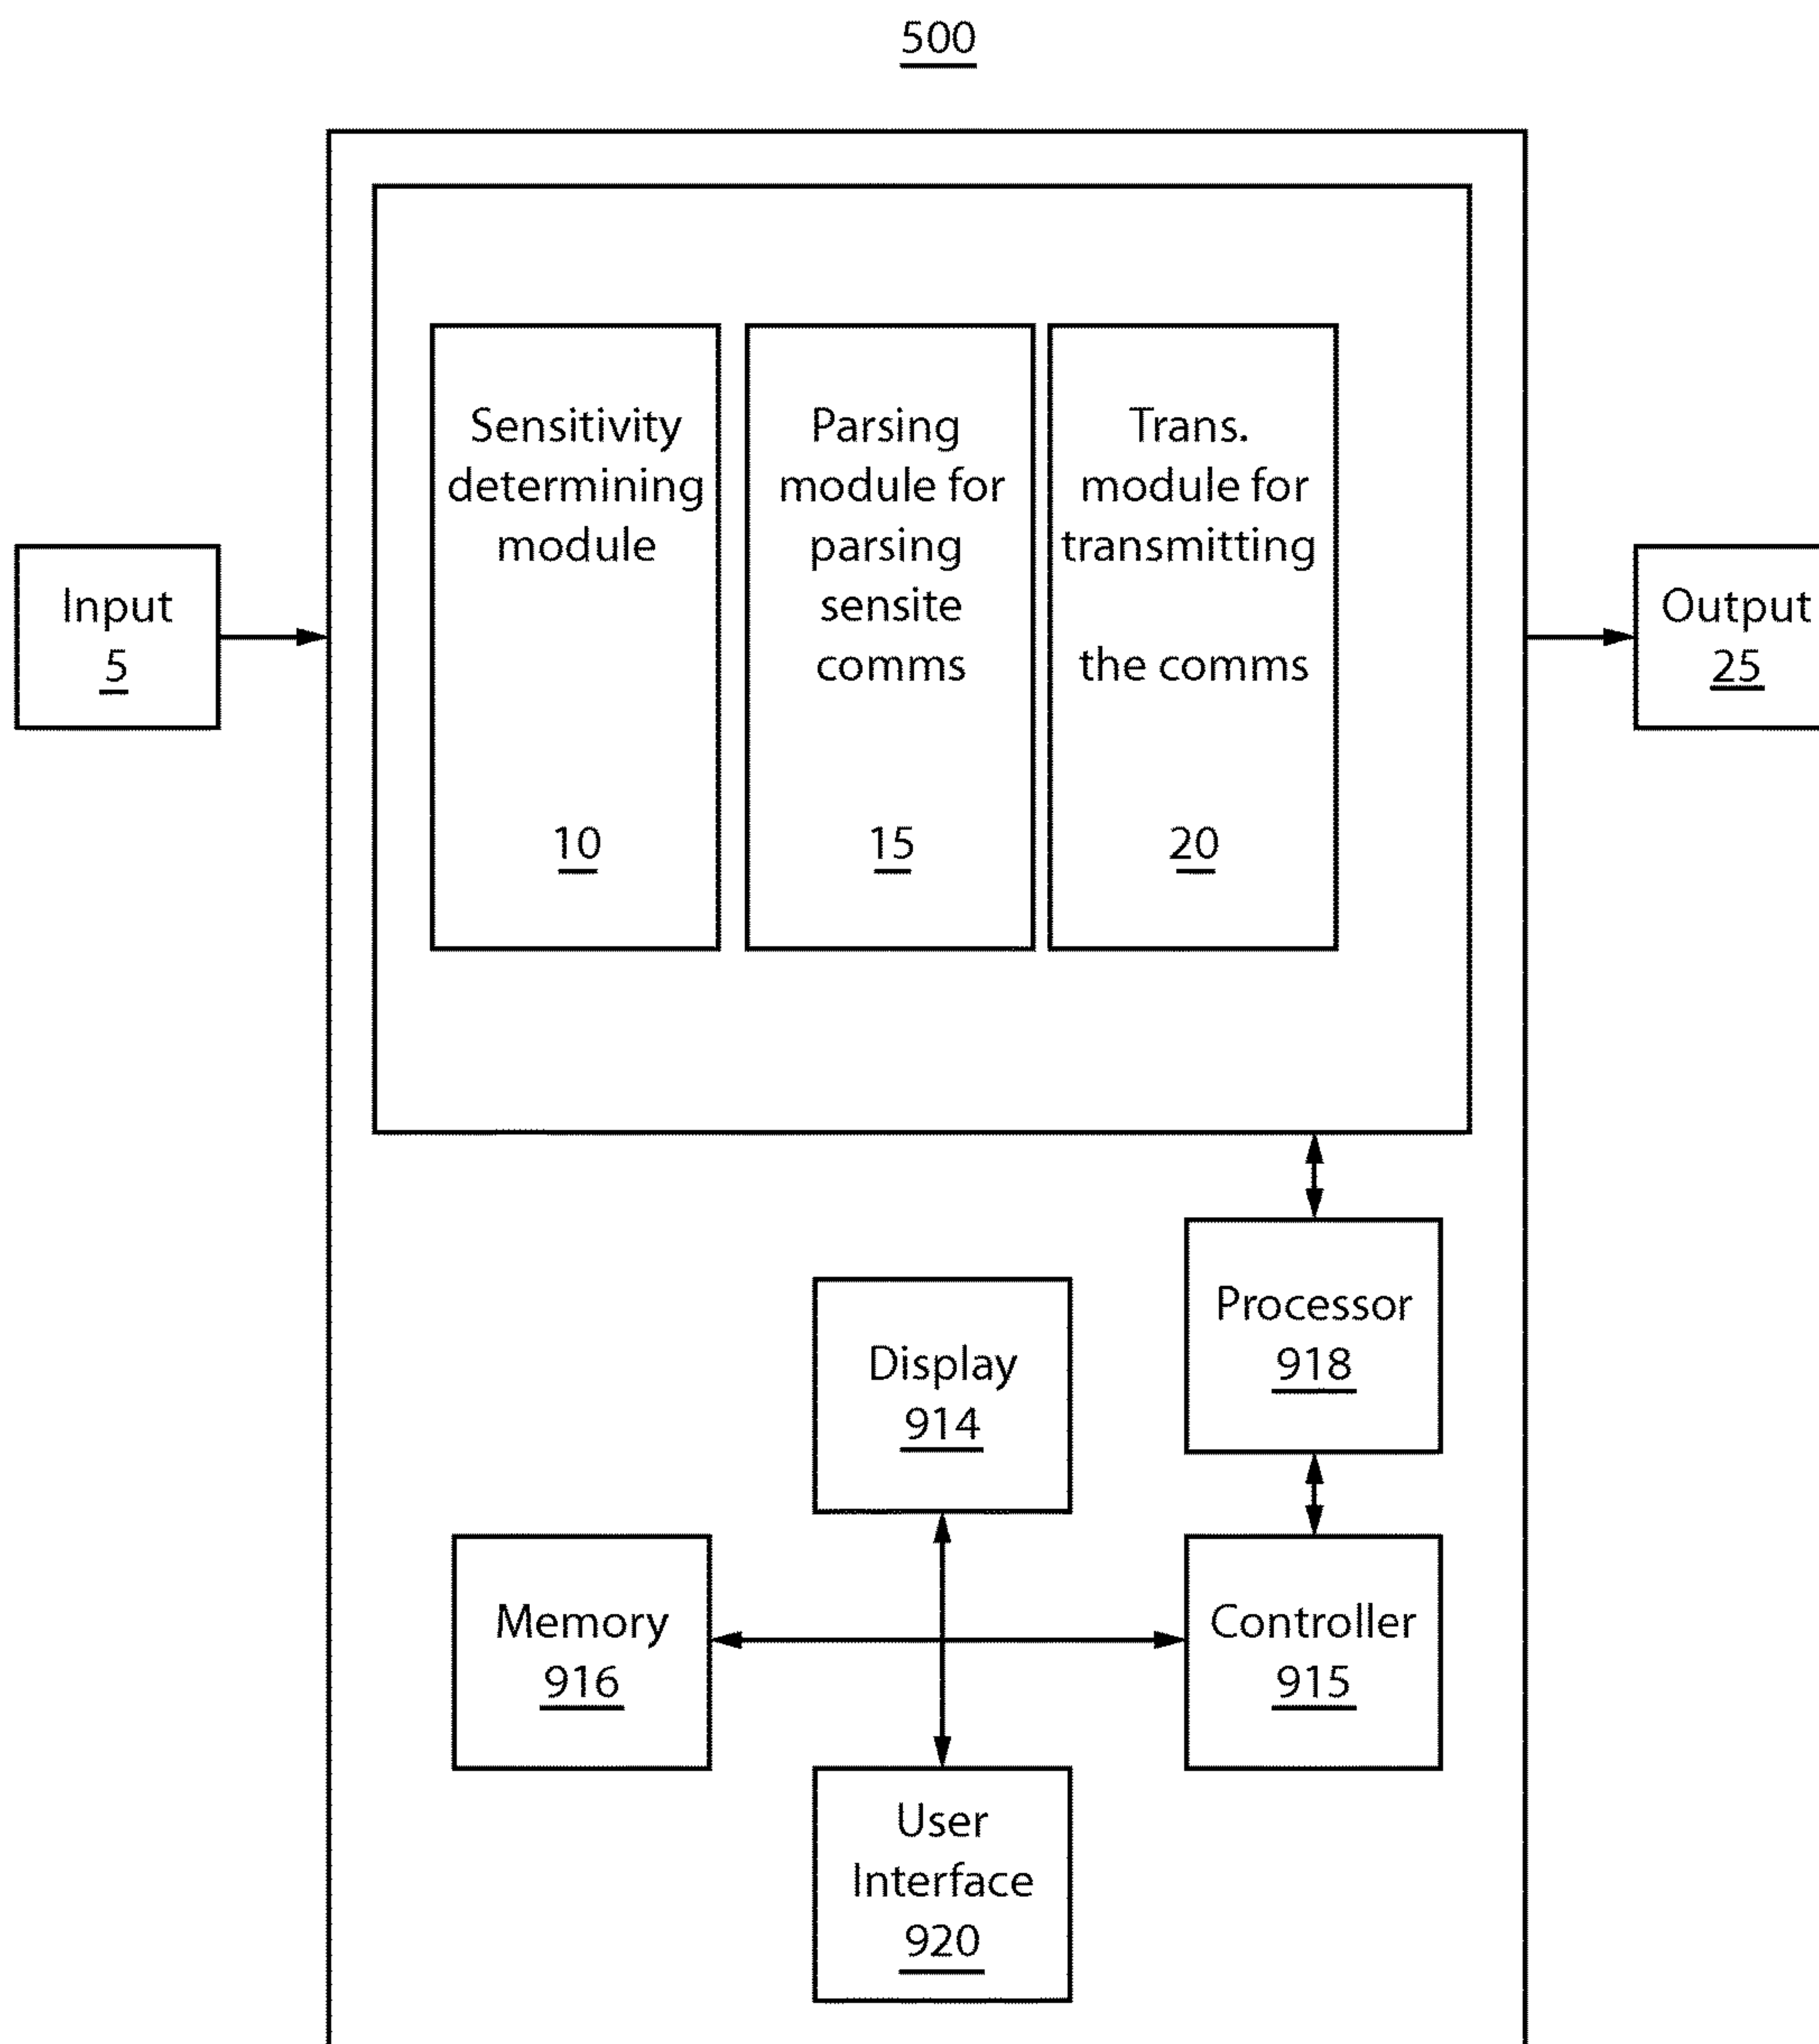 500
Input
5
Sensitivity
determining
module
10
Parsing
module for
parsing
sensite
comms
15
Trans.
module for
transmitting
the comms
20
Output
25
Processor
918
Display
914
Memory
916
Controller
915
User
Interface
920